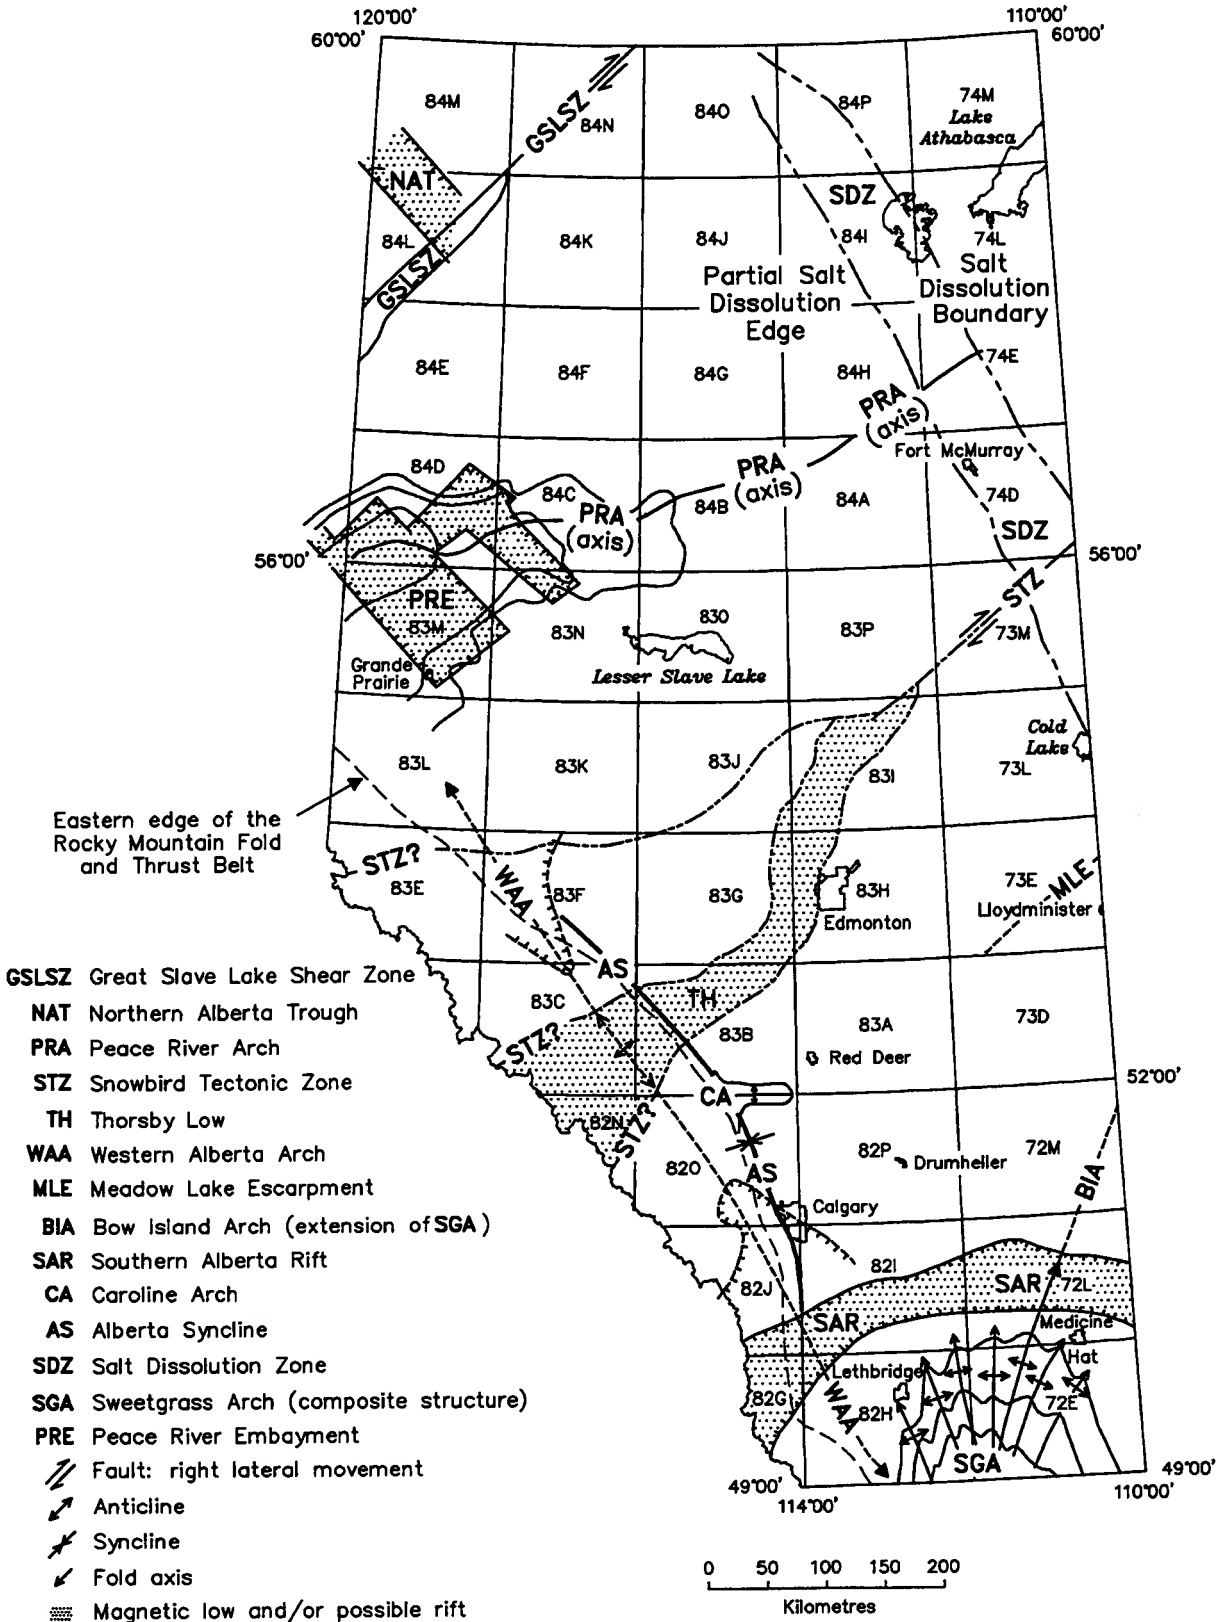 120°00'
110°00'
60°00'
60°00'
84M
84N
84O
84P
74M
Lake
Athabasca
GSLSZ
NAT
SDZ
84L
84K
84J
84I
74L
GSLSZ
Partial Salt
Dissolution
Edge
Salt
Dissolution
Boundary
84E
84F
84G
84H
74E
PRA
(axis)
Fort McMurray
84D
84C
PRA
(axis)
84B
PRA
(axis)
84A
74D
SDZ
56°00'
56°00'
STZ
PRE
83M
83N
83O
83P
73M
Grande
Prairie
Lesser Slave Lake
Cold
Lake
83L
83K
83J
83I
73L
Eastern edge of the
Rocky Mountain Fold
and Thrust Belt
STZ?
83E
WAA
83F
83G
83H
Edmonton
73E
MLE
Lloydminister
AS
83C
STZ?
TH
83B
83A
73D
Red Deer
52°00'
CA
82N
STZ?
82O
82P
Drumheller
72M
BIA
AS
Calgary
82J
82I
SAR
72L
SAR
Medicine
Hat
Lethbridge
82G
WAA
82H
72E
SGA
49°00'
49°00'
114°00'
110°00'
GSLSZ Great Slave Lake Shear Zone
NAT Northern Alberta Trough
PRA Peace River Arch
STZ Snowbird Tectonic Zone
TH Thorsby Low
WAA Western Alberta Arch
MLE Meadow Lake Escarpment
BIA Bow Island Arch (extension of SGA)
SAR Southern Alberta Rift
CA Caroline Arch
AS Alberta Syncline
SDZ Salt Dissolution Zone
SGA Sweetgrass Arch (composite structure)
PRE Peace River Embayment
Fault: right lateral movement
Anticline
Syncline
Fold axis
Magnetic low and/or possible rift
0 50 100 150 200
Kilometres